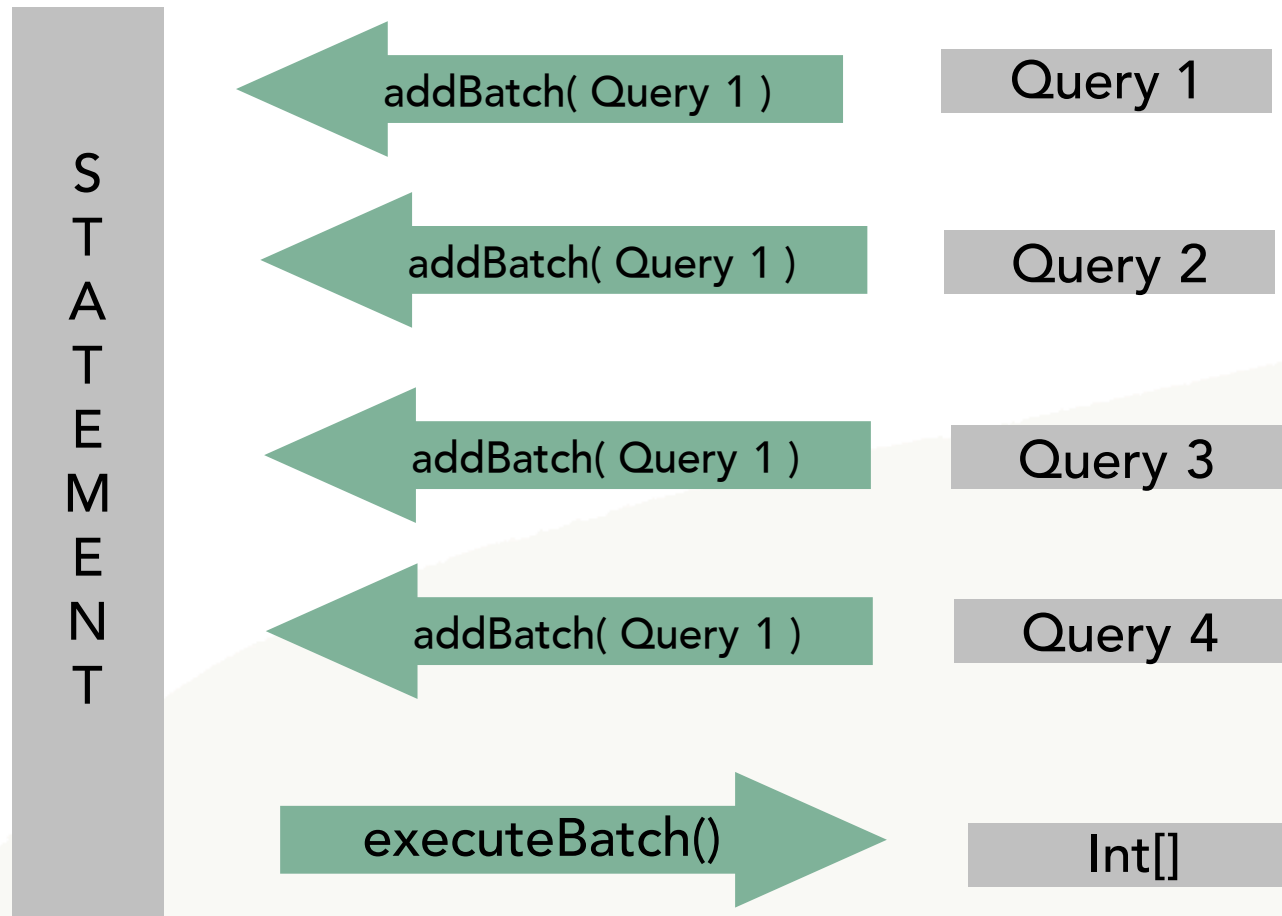 S
T
A
T
E
M
E
N
T
addBatch( Query 1 )
Query 1
addBatch( Query 1 )
Query 2
addBatch( Query 1 )
Query 3
addBatch( Query 1 )
Query 4
executeBatch()
Int[]